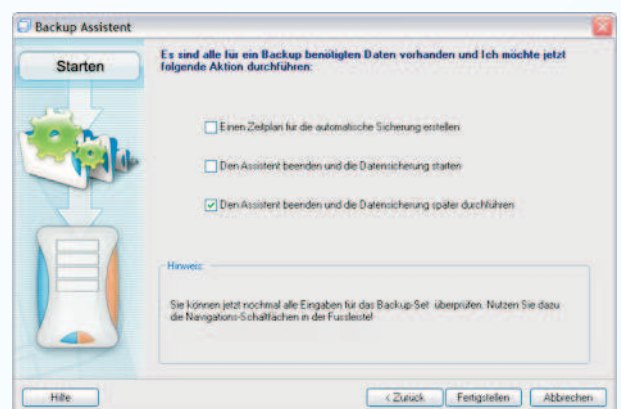 Backup Assistent
Starten
Es sind alle für ein Backup benötigten Daten vorhanden und Ich möchte jetzt
folgende Aktion durchführen:
Einen Zeitplan für die automatische Sicherung erstellen
Den Assistent beenden und die Datensicherung starten
Den Assistent beenden und die Datensicherung später durchführen
Hinweis:
Sie können jetzt nochmal alle Eingaben für das Backup-Set überprüfen. Nutzen Sie dazu
die Navigations-Schaltfächen in der Fussleiste!
Hilfe
< Zurück
Fertigstellen
Abbrechen